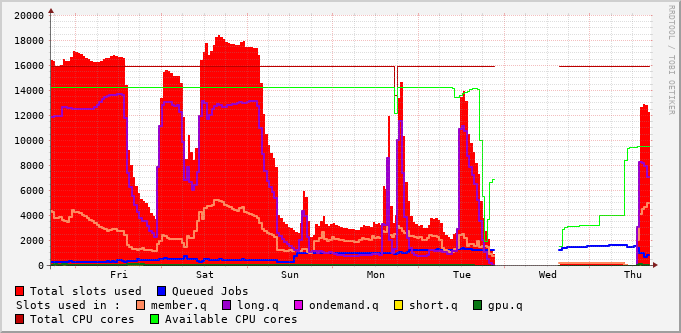 20000
18000
16000
14000
12000
10000
8000
6000
4000
2000
0
Fri Sat Sun Mon Tue Wed Thu
RRDTOOL / TOBI OETIKER
Total slots used Queued Jobs
Slots used in : member.q long.q ondemand.q short.q gpu.q
Total CPU cores
Available CPU cores